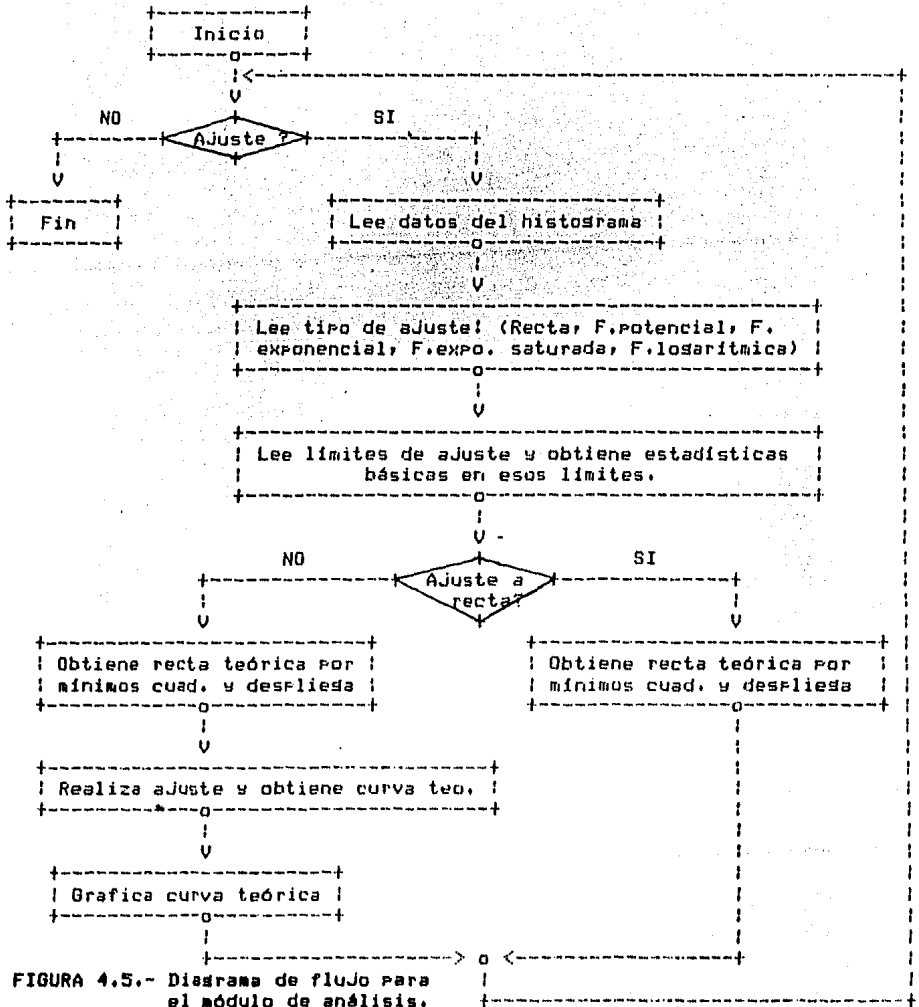 Inicio
NO
Ajuste ?
SI
Fin
Lee datos del histograma
Lee tipo de ajuste: (Recta, F.potencial, F.
exponencial, F.expo. saturada, F.logarítmica)
Lee límites de ajuste y obtiene estadísticas
básicas en esos límites.
NO
Ajuste a
recta?
SI
Obtiene recta teórica por
mínimos cuad. y despliega
Obtiene recta teórica por
mínimos cuad. y despliega
Realiza ajuste y obtiene curva teo.
Grafica curva teórica
FIGURA 4.5.- Diagrama de flujo para
el módulo de análisis.